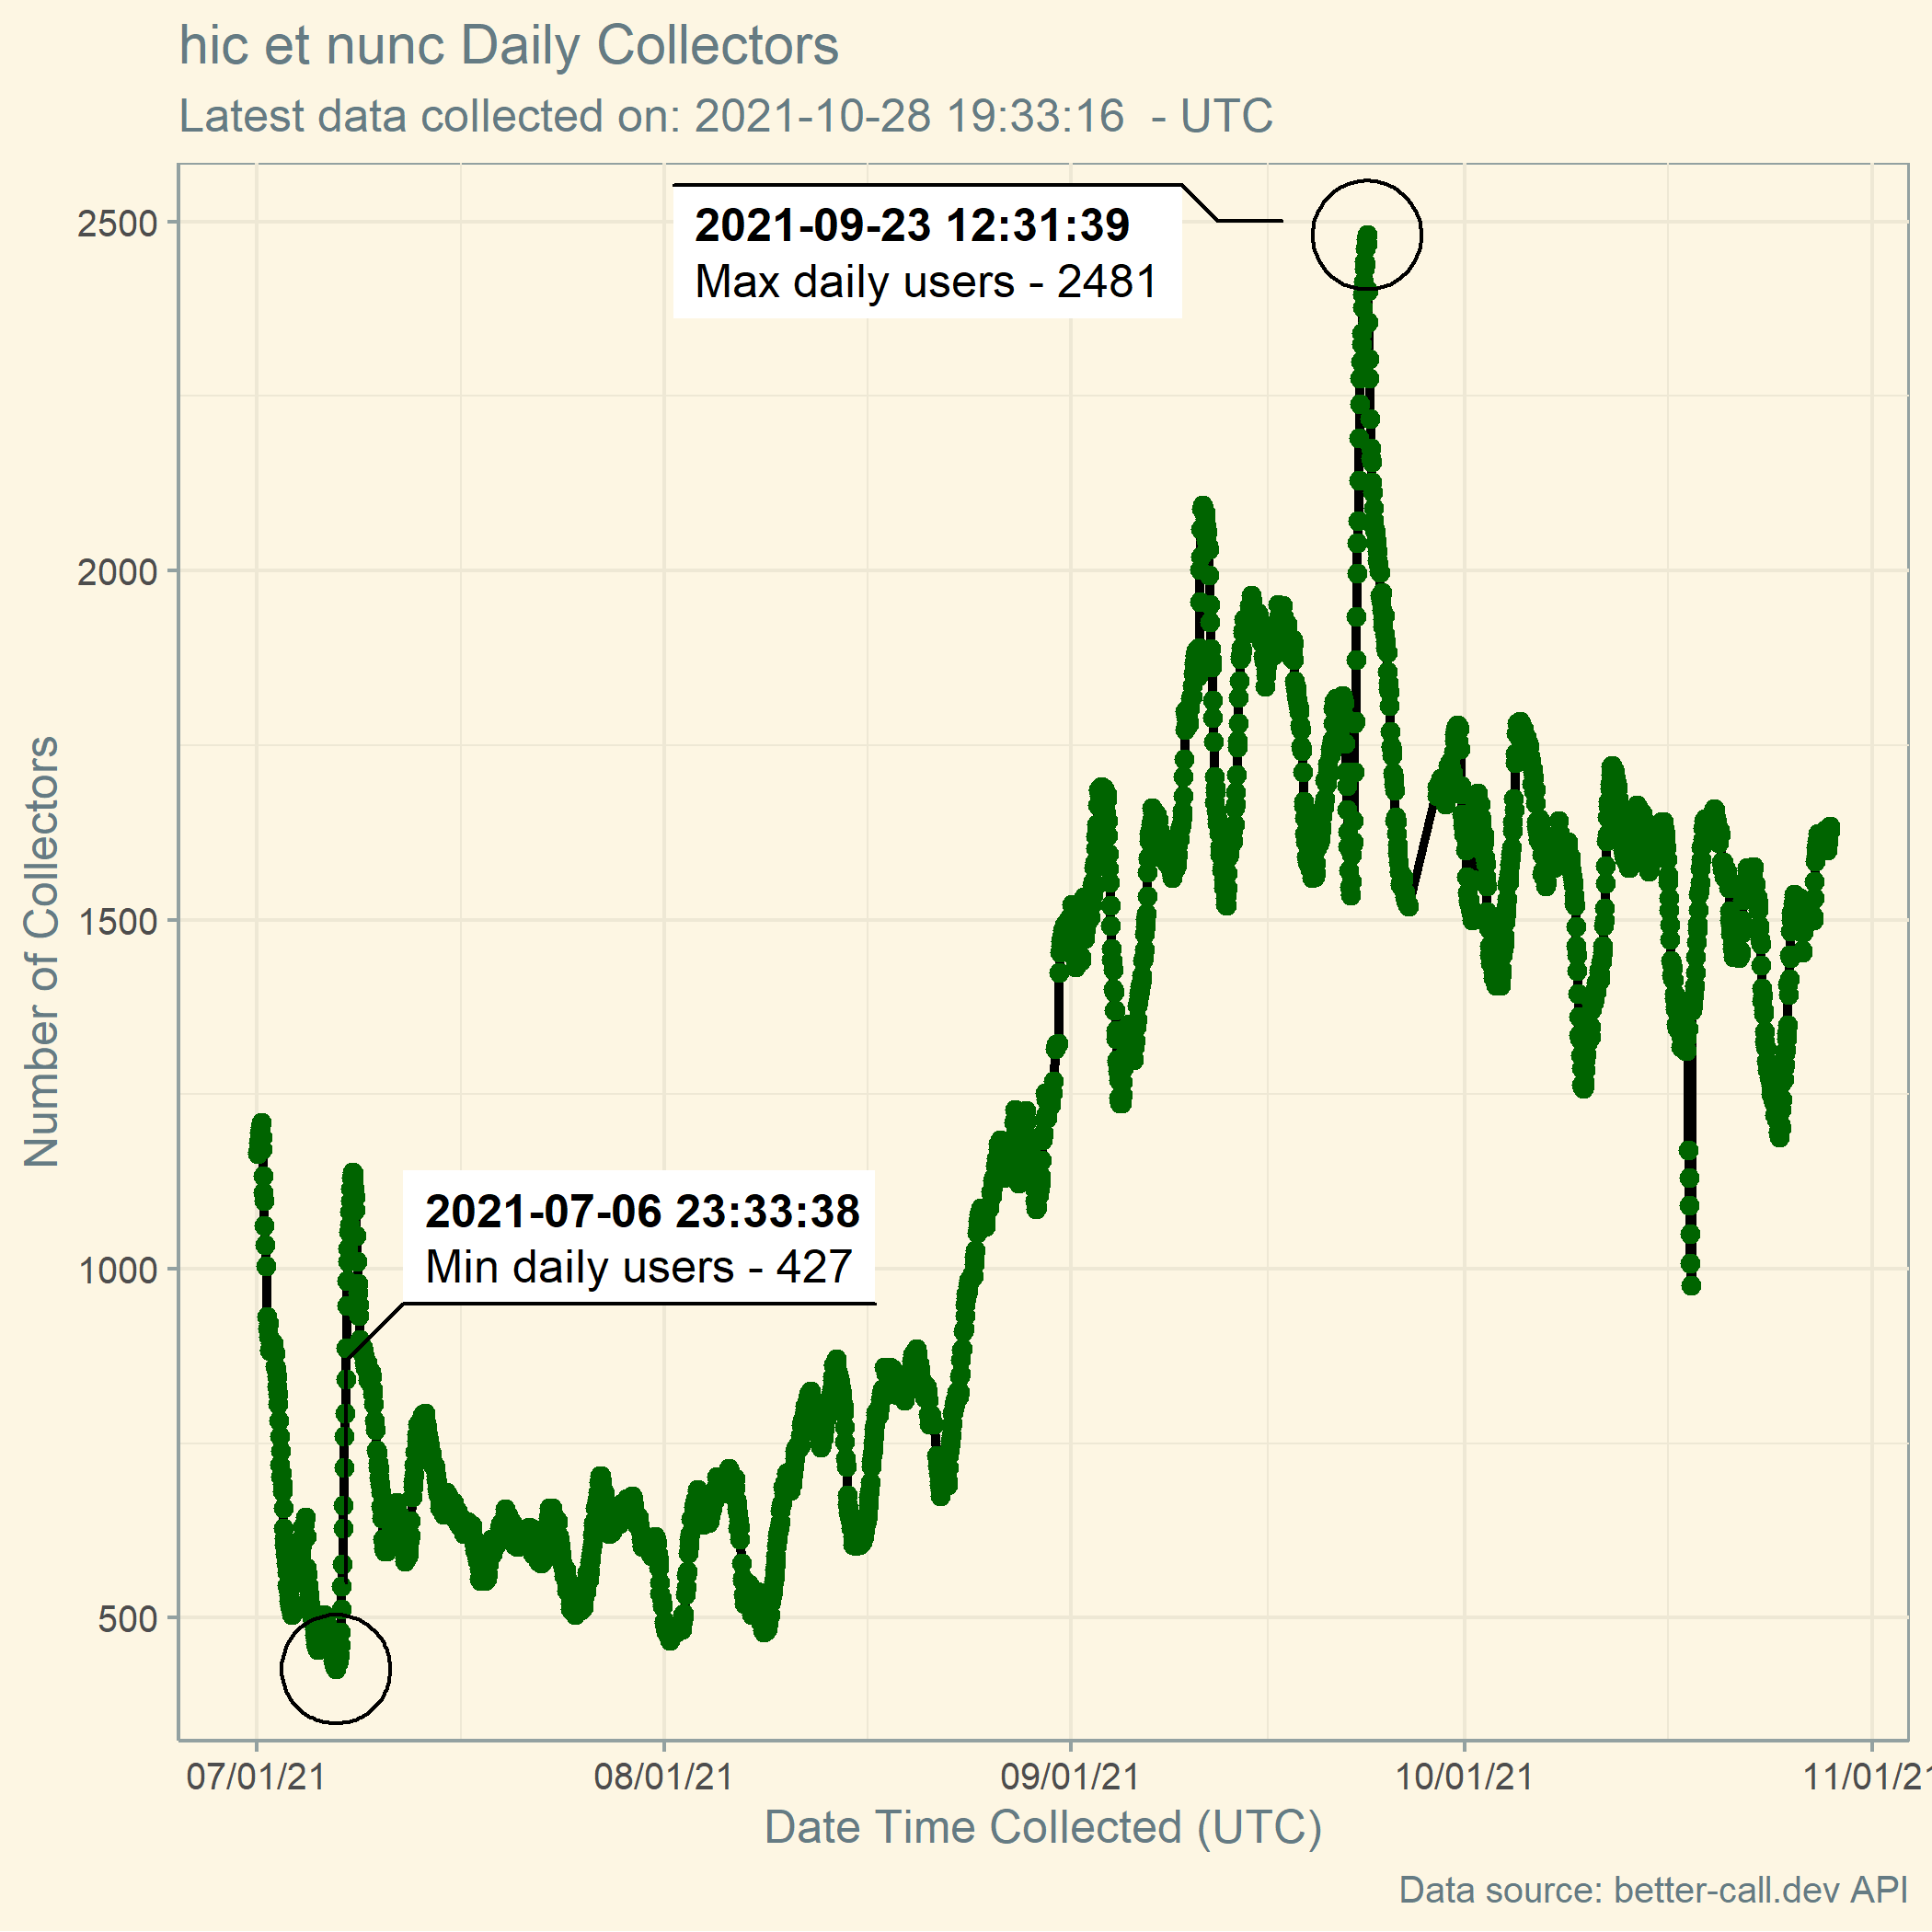 hic et nunc Daily Collectors
Latest data collected on: 2021-10-28 19:33:16  - UTC
2500
2000
1500
1000
500
Number of Collectors
2021-09-23 12:31:39
Max daily users - 2481
2021-07-06 23:33:38
Min daily users - 427
07/01/21 08/01/21 09/01/21 10/01/21 11/01/21
Date Time Collected (UTC)
Data source: better-call.dev API